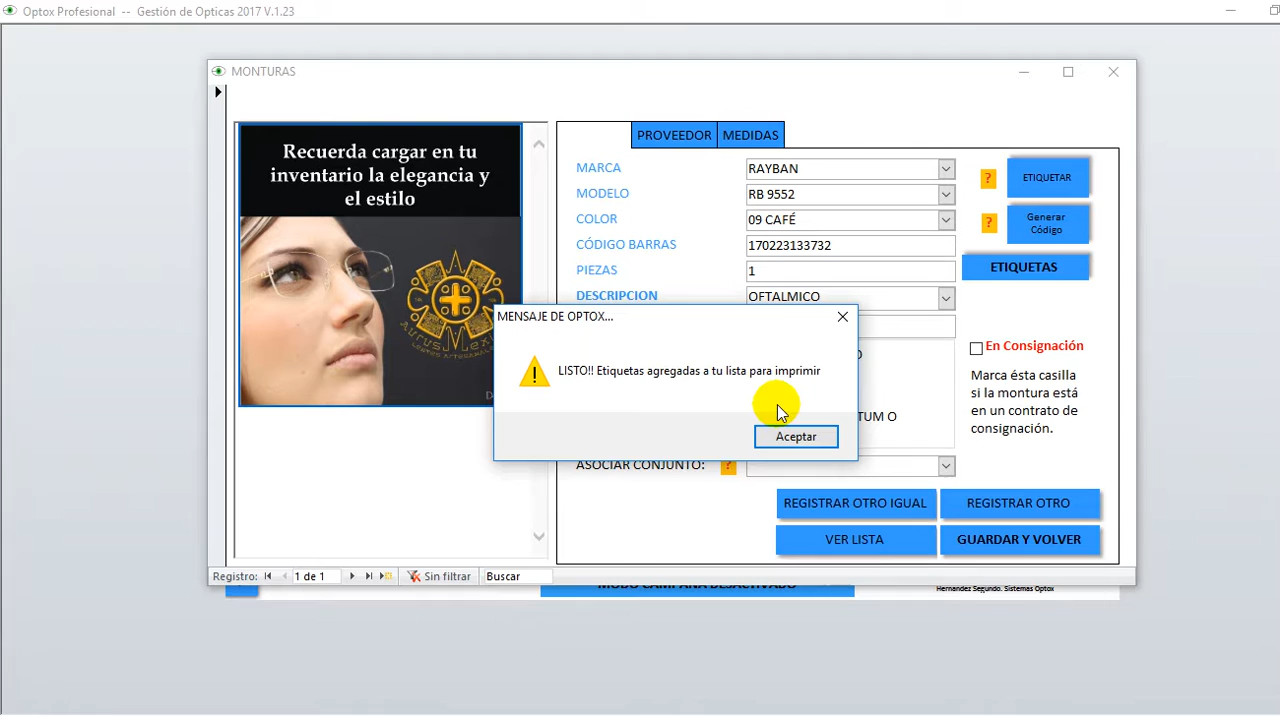 Optox Profesional -- Gestión de Opticas 2017 V.1.23
MONTURAS
Recuerda cargar en tu
inventario la elegancia y
el estilo
PROVEEDOR MEDIDAS
MARCA RAYBAN ? ETIQUETAR
MODELO RB 9552
COLOR 09 CAFÉ ? Generar Código
CÓDIGO BARRAS 170223133732
PIEZAS 1 ETIQUETAS
DESCRIPCION OFTALMICO
MENSAJE DE OPTOX...
LISTO!! Etiquetas agregadas a tu lista para imprimir
Aceptar
En Consignación
Marca ésta casilla
si la montura está
en un contrato de
consignación.
TUM O
ASOCIAR CONJUNTO: ?
REGISTRAR OTRO IGUAL REGISTRAR OTRO
VER LISTA GUARDAR Y VOLVER
Registro: 1 de 1 Sin filtrar Buscar
MODO CAMPAÑA DESACTIVADO
Hernandez Segundo. Sistemas Optox